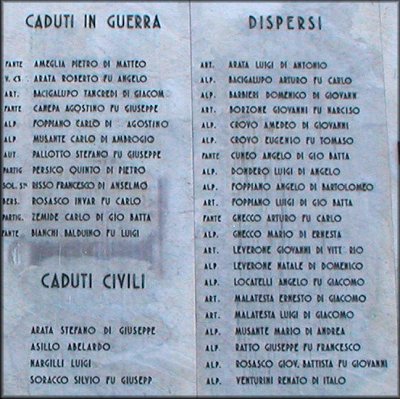 CADUTI IN GUERRA
FANTE AMEGLIA PIETRO DI MATTEO
V. CS. ARATA ROBERTO FU ANGELO
ART. BACIGALUPO TANCREDI DI GIACOM
FANTE CANEPA AGOSTINO FU GIUSEPPE
ALP. FOPPIANO CARLO DI AGOSTINO
ALP. MUSANTE CARLO DI AMBROGIO
AUT. PALLOTTO STEFANO FU GIUSEPPE
PARTIG. PERSICO QUINTO DI PIETRO
SOL. RISSO FRANCESCO DI ANSELMO
BERS. ROSASCO INVAR FU CARLO
PARTIG. ZEMIDE CARLO DI GIO BATTA
FANTE BIANCHI BALDUINO FU LUIGI
CADUTI CIVILI
ARATA STEFANO DI GIUSEPPE
ASILLO ABELARDO
NARGILLI LUIGI
SORACCO SILVIO FU GIUSEPP
DISPERSI
ART. ARATA LUIGI DI ANTONIO
ALP. BACIGALUPO ARTURO FU CARLO
ALP. BARBIERI DOMENICO DI GIOVANN
ART. BORZONE GIOVANNI FU NARCISO
ALP. CROVO AMEDEO DI GIOVANNI
ALP. CROVO EUGENIO FU TOMASO
FANTE CUNEO ANGELO DI GIO BATTA
ALP. DONDERO LUIGI DI ANGELO
ALP. FOPPIANO ANGELO DI BARTOLOMEO
ART. FOPPIANO LUIGI DI GIO BATTA
FANTE GHECCO ARTURO FU CARLO
ALP. GHECCO MARIO DI ERNESTA
ART. LEVERONE GIOVANNI DI VITT. RIO
ALP. LEVERONE NATALE DI DOMENICO
ALP. LOCATELLI ANGELO FU GIACOMO
ART. MALATESTA ERNESTO DI GIACOMO
ART. MALATESTA LUIGI DI GIACOMO
ALP. MUSANTE MARIO DI ANDREA
ALP. RATTO GIUSEPPE FU FRANCESCO
ALP. ROSASCO GIOV. BATTISTA FU GIOVANNI
ALP. VENTURINI RENATO DI ITALO